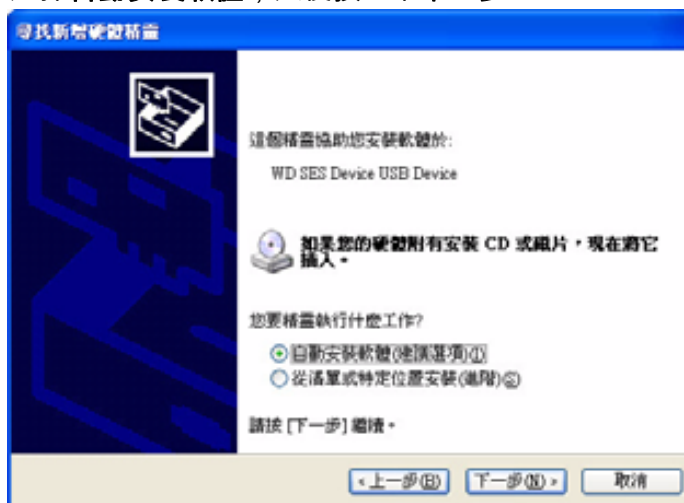 尋找新增硬體精靈
這個精靈協助您安裝軟體於:
WD SES Device USB Device
如果您的硬體附有安裝 CD 或磁片，現在將它
插入。
您要精靈執行什麼工作?
自動安裝軟體(建議選項)(I)
從清單或特定位置安裝(進階)(S)
請按 [下一步] 繼續。
<上一步(B) 下一步(N)> 取消